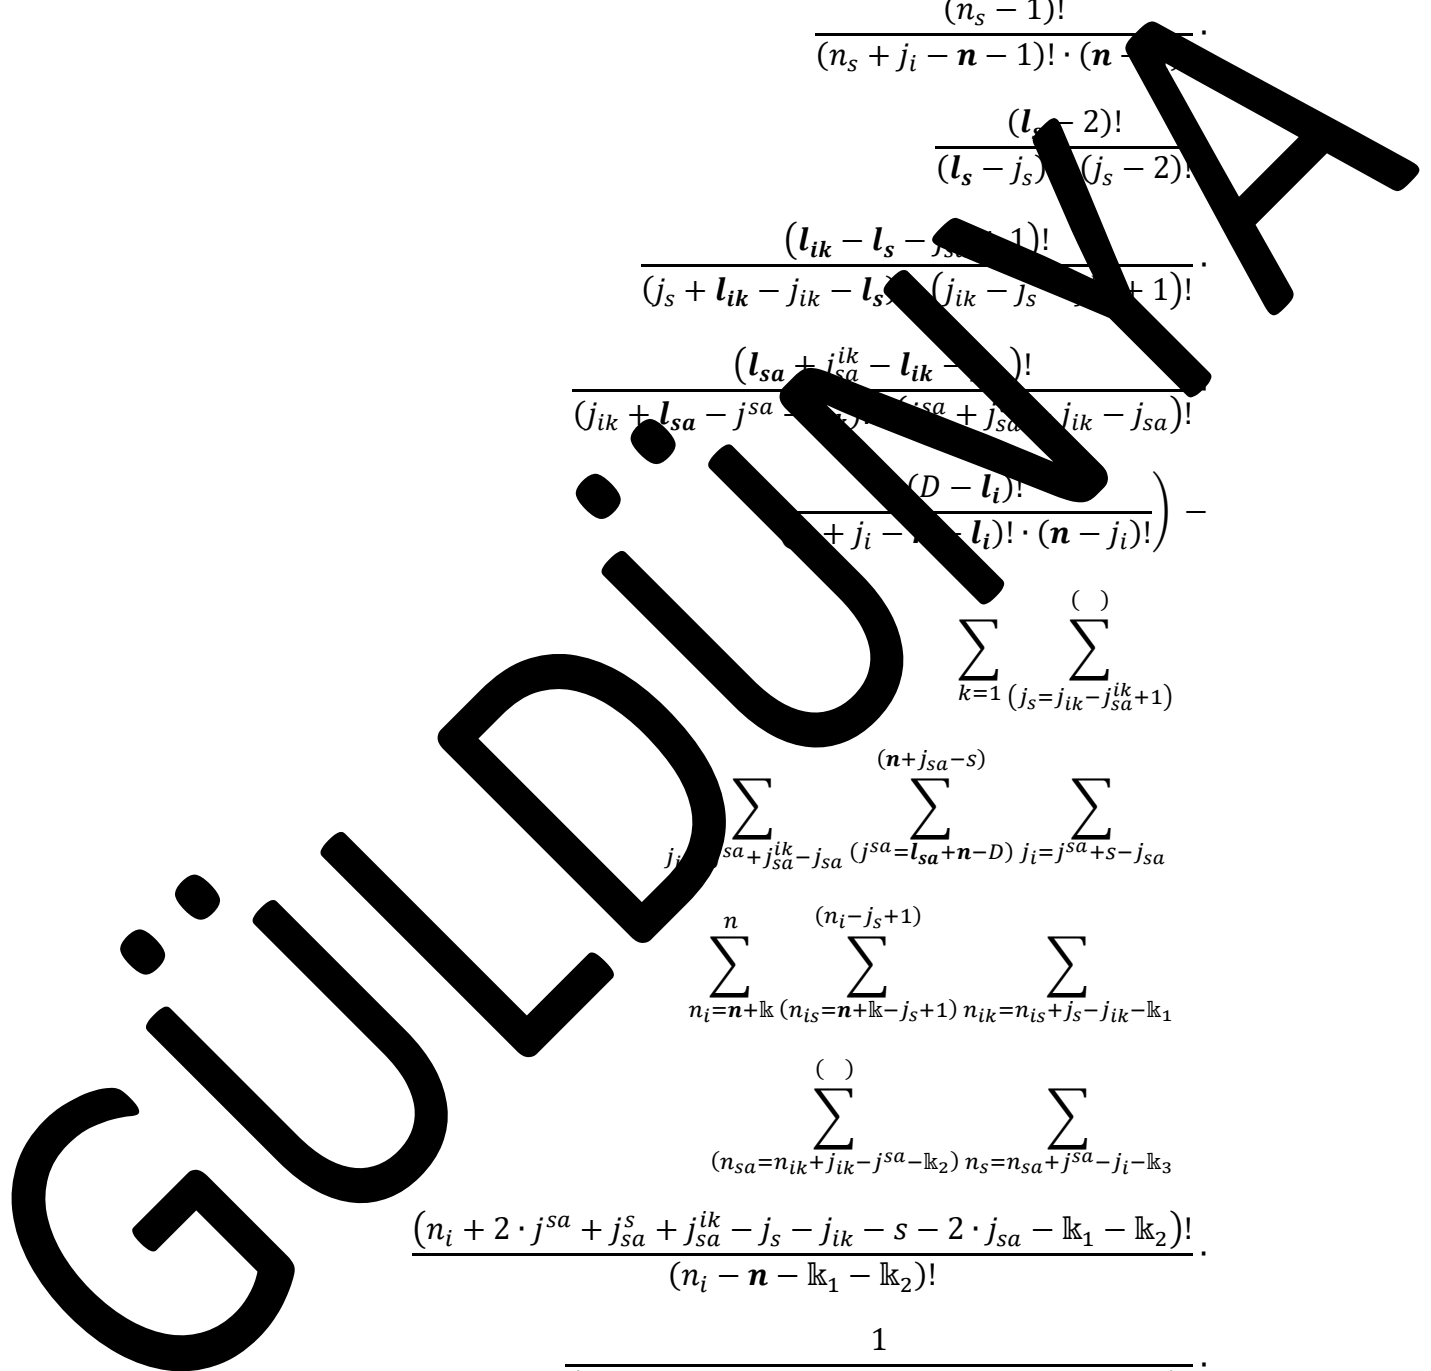 (n_s − 1)!
(n_s + j_i − n − 1)! · (n − ·
(l_s − 2)!
(l_s − j_s) (j_s − 2)!
(l_ik − l_s − 1)!
(j_s + l_ik − j_ik − l_s) (j_ik − j_s + 1)! ·
(l_sa + j_sa^ik − l_ik − )!
(j_ik + l_sa − j^sa − (j^sa + j_sa j_ik − j_sa)!
(D − l_i)!
+ j_i − l_i)! · (n − j_i)! ) −
( )
∑ ∑
k=1 (j_s=j_ik−j_sa^ik+1)
(n+j_sa−s)
∑ ∑ ∑
sa+j_sa^ik−j_sa (j^sa=l_sa+n−D) j_i=j^sa+s−j_sa
n (n_i−j_s+1)
∑ ∑ ∑
n_i=n+𝕜 (n_is=n+𝕜−j_s+1) n_ik=n_is+j_s−j_ik−𝕜_1
( )
∑ ∑
(n_sa=n_ik+j_ik−j^sa−𝕜_2) n_s=n_sa+j^sa−j_i−𝕜_3
(n_i + 2 · j^sa + j_sa^s + j_sa^ik − j_s − j_ik − s − 2 · j_sa − 𝕜_1 − 𝕜_2)!
(n_i − n − 𝕜_1 − 𝕜_2)! ·
1
·
GÜLDÜNYA